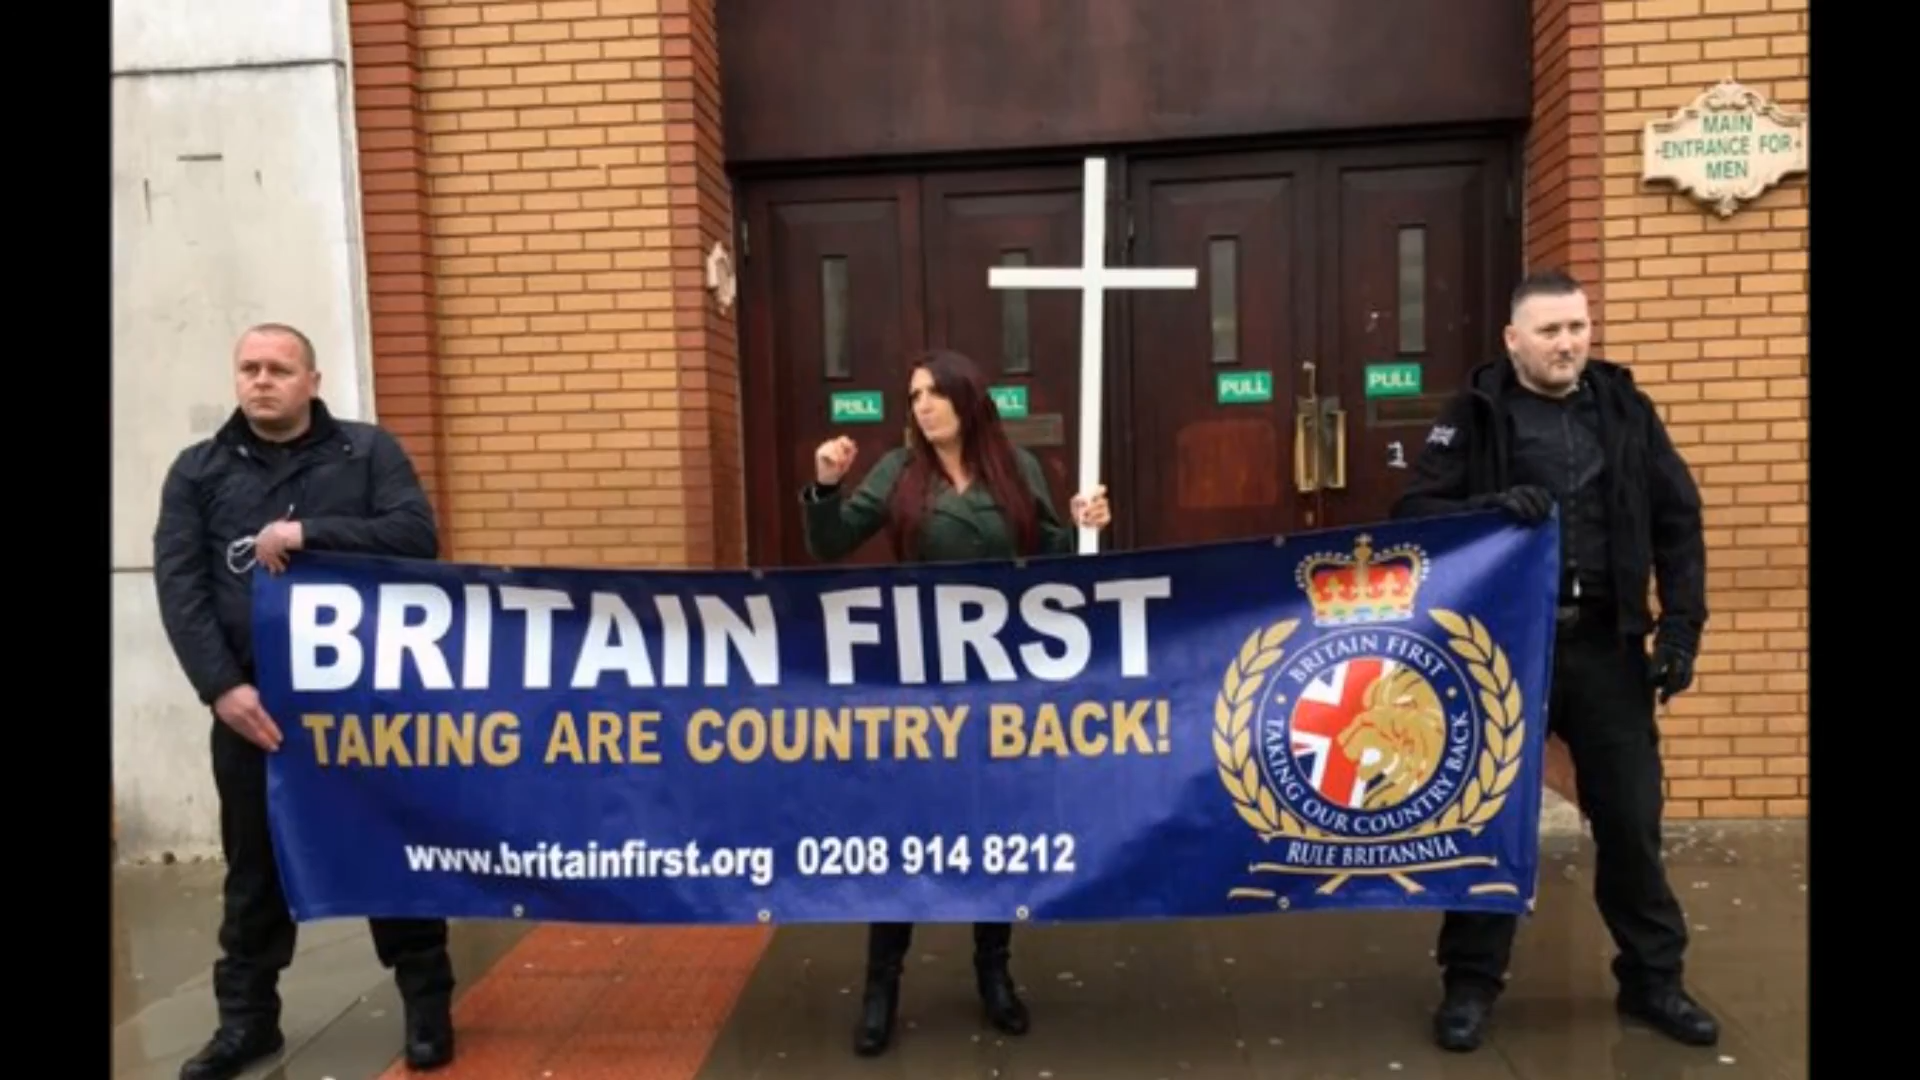 MAIN
ENTRANCE FOR
MEN
PULL
PULL
PULL
BRITAIN FIRST
TAKING ARE COUNTRY BACK!
www.britainfirst.org 0208 914 8212
BRITAIN FIRST
TAKING OUR COUNTRY BACK
RULE BRITANNIA